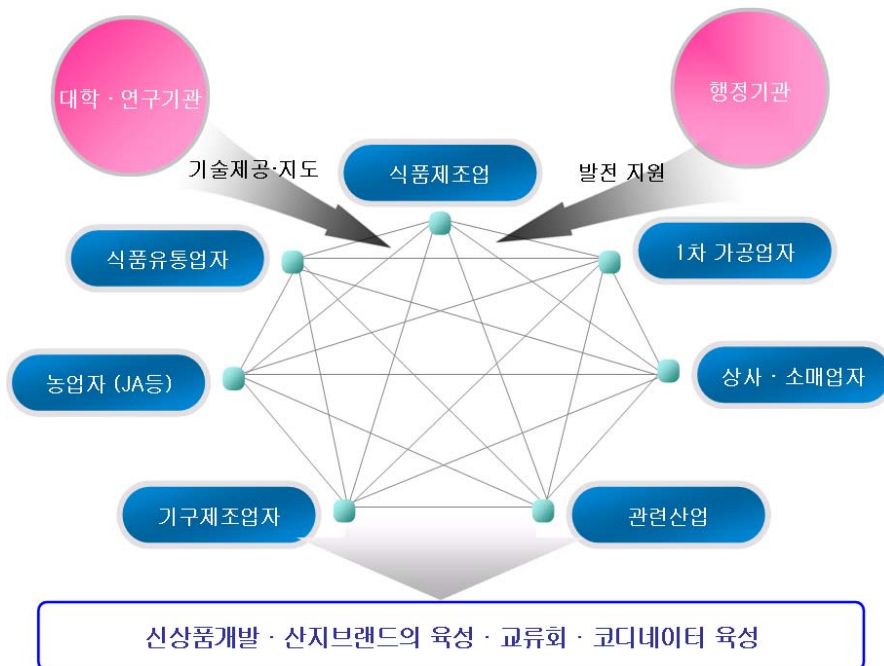 대학 · 연구기관
행정기관
기술제공·지도
식품제조업
발전 지원
식품유통업자
1차 가공업자
농업자 (JA등)
상사 · 소매업자
기구제조업자
관련산업
신상품개발 · 산지브랜드의 육성 · 교류회 · 코디네이터 육성